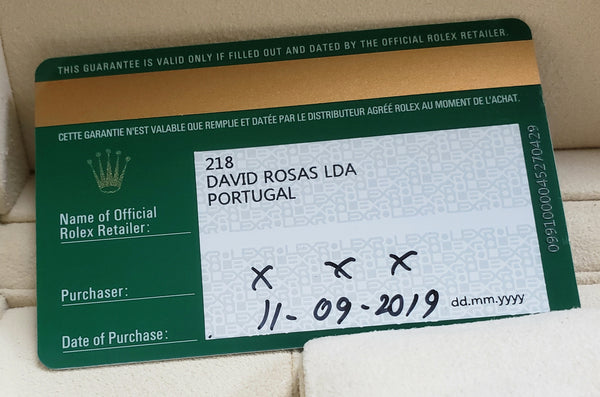 THIS GUARANTEE IS VALID ONLY IF FILLED OUT AND DATED BY THE OFFICIAL ROLEX RETAILER.
CETTE GARANTIE N'EST VALABLE QUE REMPLIE ET DATÉE PAR LE DISTRIBUTEUR AGRÉÉ ROLEX AU MOMENT DE L'ACHAT.
218
DAVID ROSAS LDA
PORTUGAL
Name of Official
Rolex Retailer:
Purchaser:
x x x
Date of Purchase:
11-09-2019 dd.mm.yyyy
0991000045270429